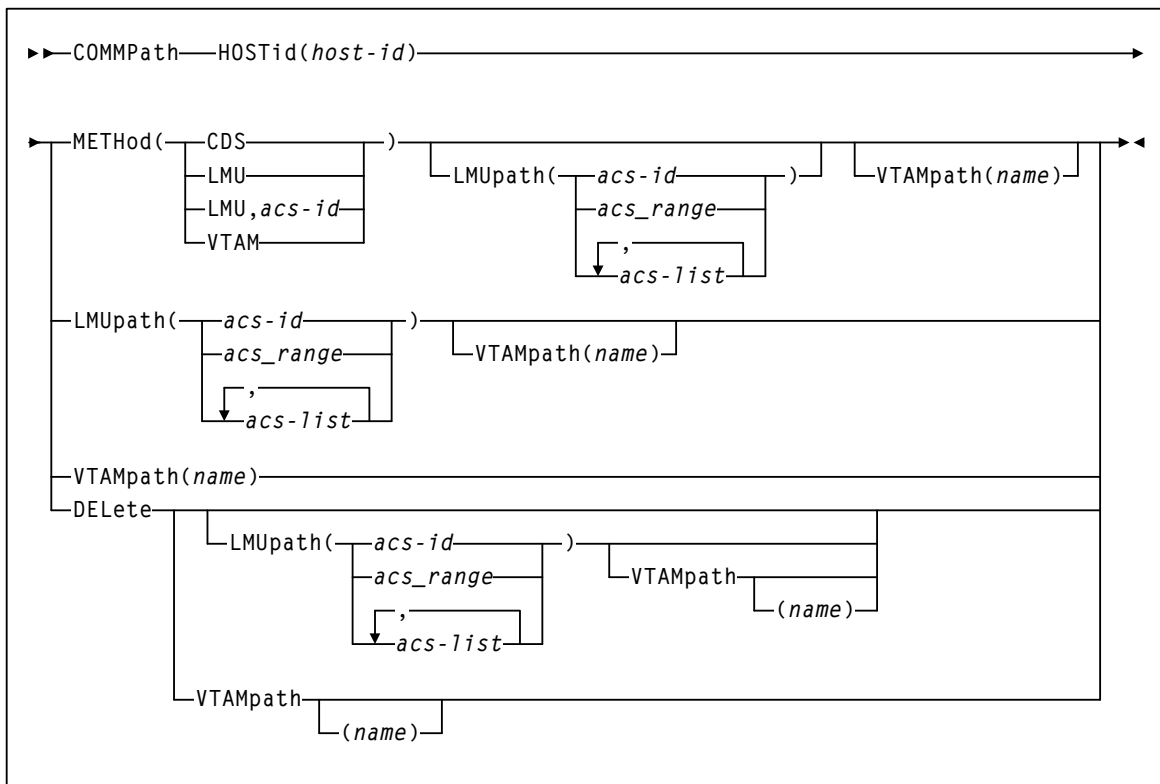 COMMPath HOSTid(host-id)
METHod( CDS )
LMU LMUpath( acs-id ) VTAMpath(name)
LMU,acs-id acs_range
VTAM ,
acs-list
LMUpath( acs-id )
acs_range VTAMpath(name)
,
acs-list
VTAMpath(name)
DELete
LMUpath( acs-id )
acs_range VTAMpath
, (name)
acs-list
VTAMpath
(name)